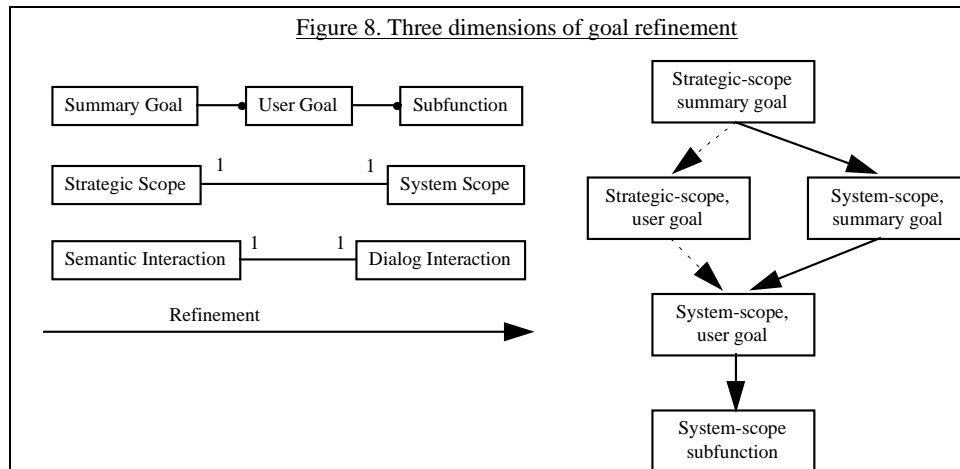 Figure 8. Three dimensions of goal refinement
Summary Goal
User Goal
Subfunction
1
1
Strategic Scope
System Scope
1
1
Semantic Interaction
Dialog Interaction
Refinement
Strategic-scope
summary goal
Strategic-scope,
user goal
System-scope,
summary goal
System-scope,
user goal
System-scope
subfunction